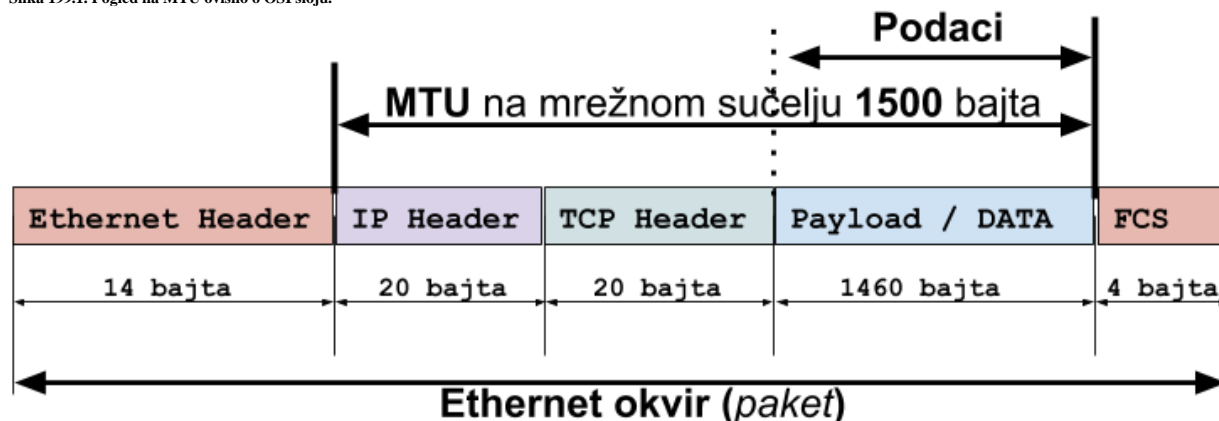 Slika 199.1. Pogled na MTU ovisno o OSI sloju.
Podaci
MTU na mrežnom sučelju 1500 bajta
Ethernet Header IP Header TCP Header Payload / DATA FCS
14 bajta 20 bajta 20 bajta 1460 bajta 4 bajta
Ethernet okvir (paket)